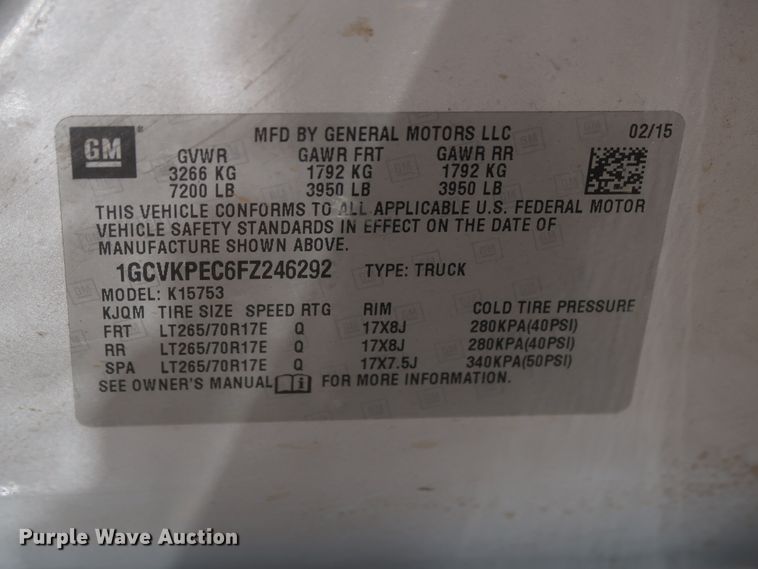 GM
MFD BY GENERAL MOTORS LLC 02/15
GVWR GAWR FRT GAWR RR
3266 KG 1792 KG 1792 KG
7200 LB 3950 LB 3950 LB
THIS VEHICLE CONFORMS TO ALL APPLICABLE U.S. FEDERAL MOTOR
VEHICLE SAFETY STANDARDS IN EFFECT ON THE DATE OF
MANUFACTURE SHOWN ABOVE.
1GCVKPEC6FZ246292 TYPE: TRUCK
MODEL: K15753
KJQM TIRE SIZE SPEED RTG RIM COLD TIRE PRESSURE
FRT LT265/70R17E Q 17X8J 280KPA(40PSI)
RR LT265/70R17E Q 17X8J 280KPA(40PSI)
SPA LT265/70R17E Q 17X7.5J 340KPA(50PSI)
SEE OWNER'S MANUAL i FOR MORE INFORMATION.
Purple Wave Auction